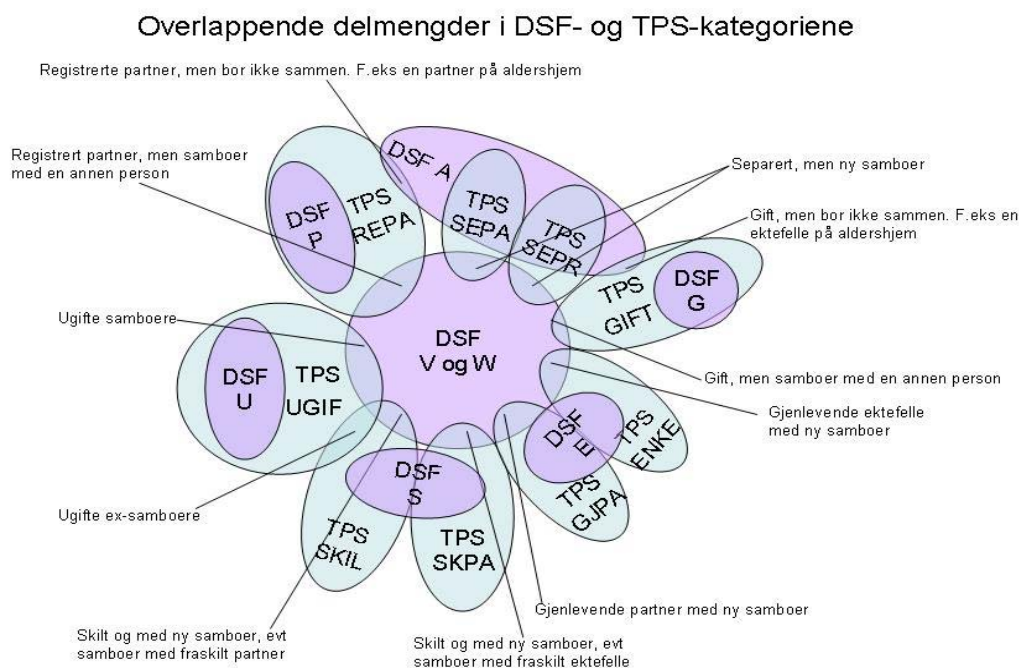 Overlappende delmengder i DSF- og TPS-kategoriene
Registrerte partner, men bor ikke sammen. F.eks en partner på aldershjem
Registrert partner, men samboer
med en annen person
Separert, men ny samboer
Gift, men bor ikke sammen. F.eks en
ektefelle på aldershjem
DSF A
DSF
P
TPS
REPA
TPS
SEPA
TPS
SEPR
TPS
GIFT
DSF
G
Ugifte samboere
DSF
V og W
DSF
U
TPS
UGIF
Gift, men samboer med en annen person
Gjenlevende ektefelle
med ny samboer
DSF
E
TPS
ENKE
TPS
GJPA
DSF
S
TPS
SKIL
TPS
SKPA
Ugifte ex-samboere
Gjenlevende partner med ny samboer
Skilt og med ny samboer, evt
samboer med fraskilt partner
Skilt og med ny samboer, evt
samboer med fraskilt ektefelle